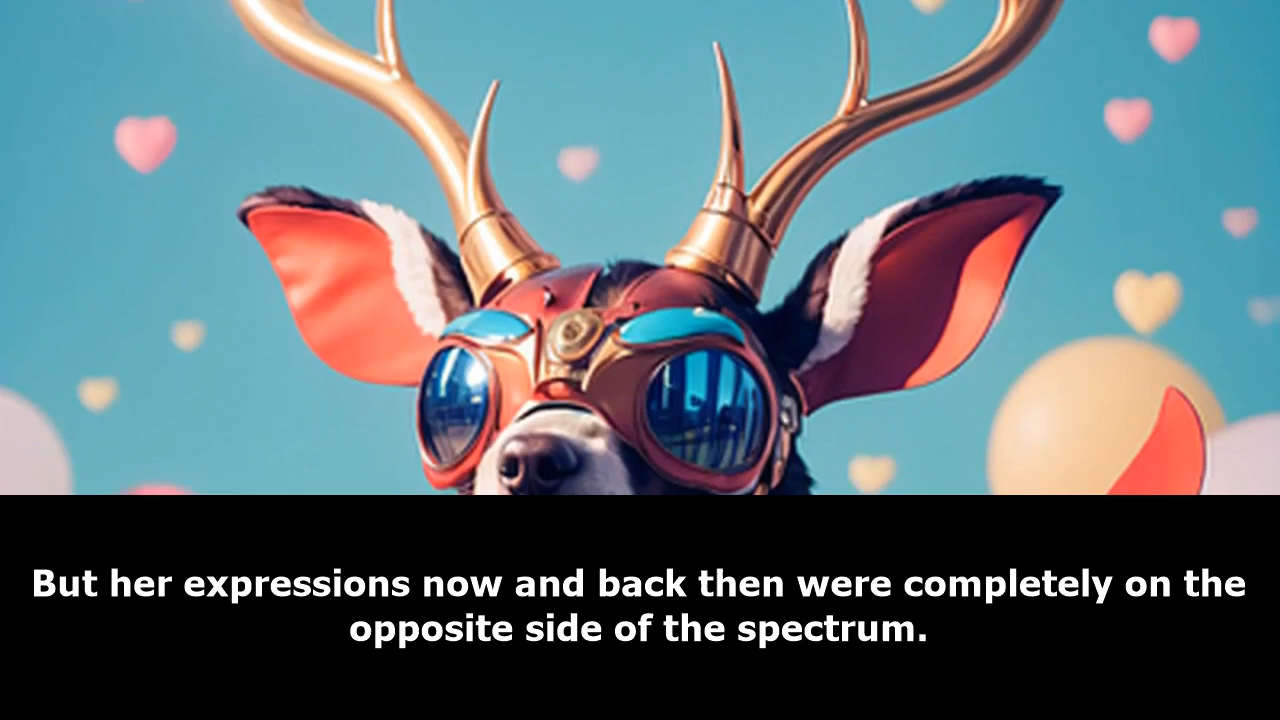 But her expressions now and back then were completely on the
opposite side of the spectrum.